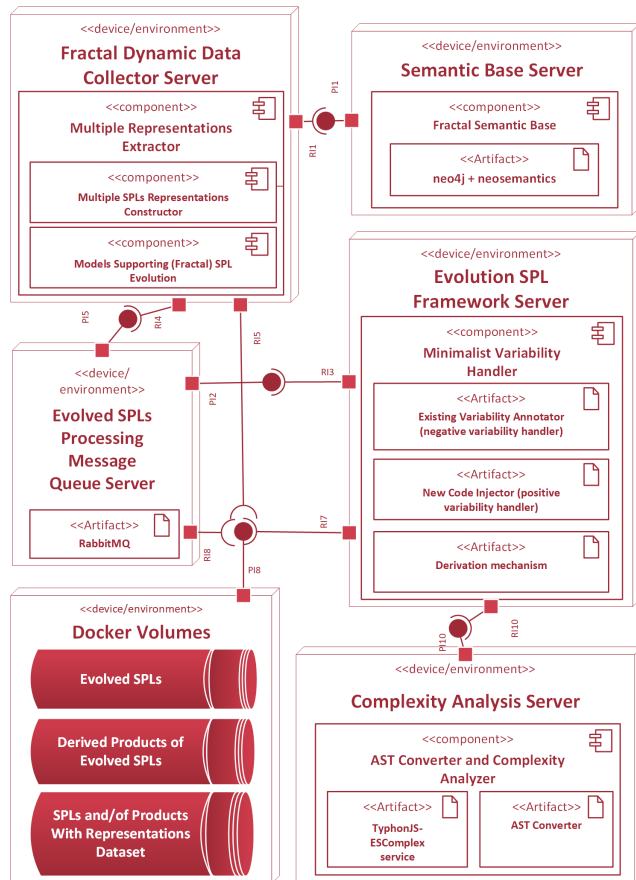 <<device/environment>>
Fractal Dynamic Data
Collector Server
<<component>>
Multiple Representations
Extractor
<<component>>
Multiple SPLs Representations
Constructor
<<component>>
Models Supporting (Fractal) SPL
Evolution
RI1
PI1
<<device/environment>>
Semantic Base Server
<<component>>
Fractal Semantic Base
<<Artifact>>
neo4j + neosemantics
PI5
RI4
RI5
<<device/
environment>>
Evolved SPLs
Processing
Message
Queue Server
<<Artifact>>
RabbitMQ
PI2
RI3
RI8
RI7
PI8
<<device/environment>>
Evolution SPL
Framework Server
<<component>>
Minimalist Variability
Handler
<<Artifact>>
Existing Variability Annotator
(negative variability handler)
<<Artifact>>
New Code Injector (positive
variability handler)
<<Artifact>>
Derivation mechanism
PI10
RI10
<<device/environment>>
Docker Volumes
Evolved SPLs
Derived Products of
Evolved SPLs
SPLs and/of Products
With Representations
Dataset
<<device/environment>>
Complexity Analysis Server
<<component>>
AST Converter and Complexity
Analyzer
<<Artifact>>
TyphonJS-
ESComplex
service
<<Artifact>>
AST Converter